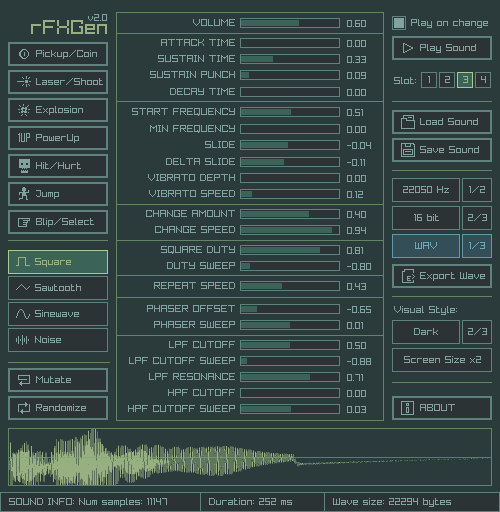 v2.0
rFXGen
Pickup/Coin
Laser/Shoot
Explosion
1UP PowerUp
Hit/Hurt
Jump
Blip/Select
Square
Sawtooth
Sinewave
Noise
Mutate
Randomize
VOLUME 0.60
ATTACK TIME 0.00
SUSTAIN TIME 0.33
SUSTAIN PUNCH 0.09
DECAY TIME 0.00
START FREQUENCY 0.51
MIN FREQUENCY 0.00
SLIDE -0.04
DELTA SLIDE -0.11
VIBRATO DEPTH 0.00
VIBRATO SPEED 0.12
CHANGE AMOUNT 0.40
CHANGE SPEED 0.94
SQUARE DUTY 0.81
DUTY SWEEP -0.80
REPEAT SPEED 0.43
PHASER OFFSET -0.65
PHASER SWEEP 0.01
LPF CUTOFF 0.50
LPF CUTOFF SWEEP -0.88
LPF RESONANCE 0.71
HPF CUTOFF 0.00
HPF CUTOFF SWEEP 0.03
Play on change
Play Sound
Slot: 1 2 3 4
Load Sound
Save Sound
22050 Hz 1/2
16 bit 2/3
WAV 1/3
Export Wave
Visual Style:
Dark 2/3
Screen Size x2
ABOUT
SOUND INFO: Num samples: 11147 Duration: 252 ms Wave size: 22294 bytes